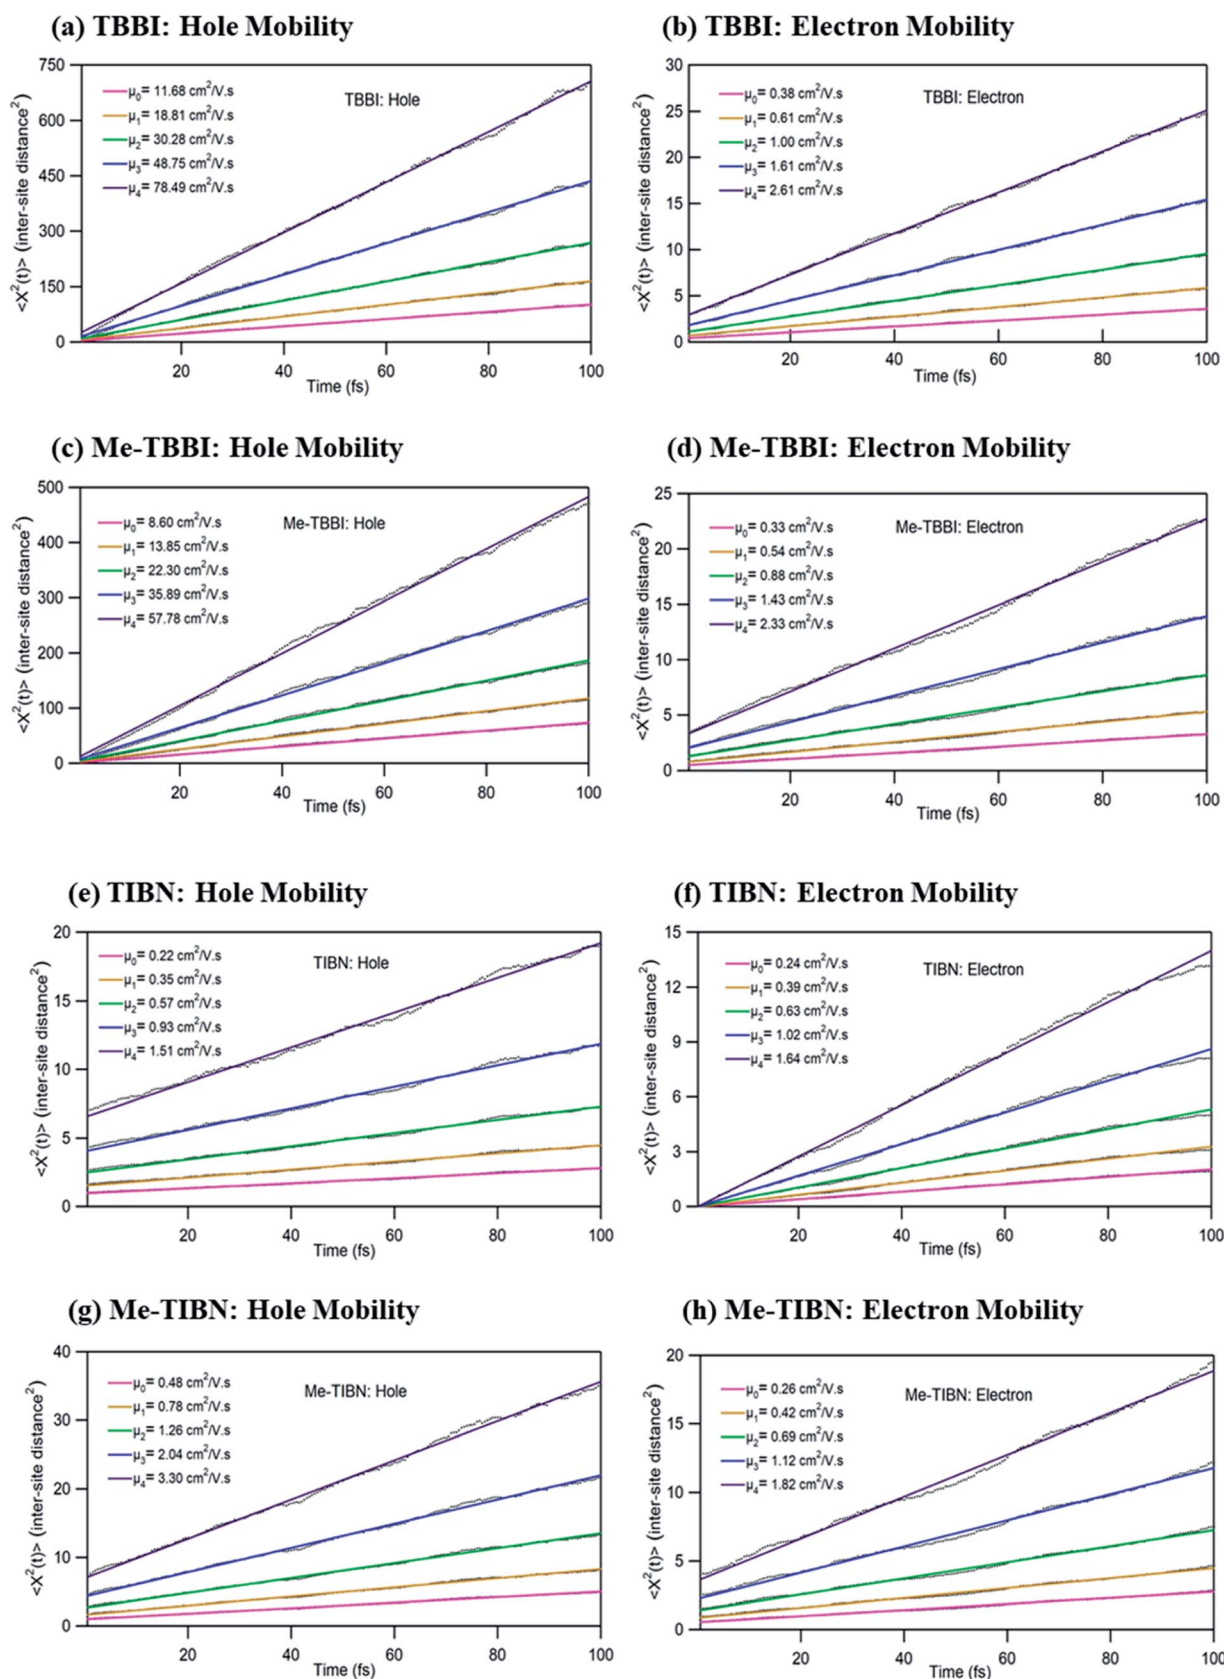 (a) TBBI: Hole Mobility
750
600
450
300
150
0
<X²(t)> (inter-site distance²)
μ₀= 11.68 cm²/V.s
μ₁= 18.81 cm²/V.s
μ₂= 30.28 cm²/V.s
μ₃= 48.75 cm²/V.s
μ₄= 78.49 cm²/V.s
TBBI: Hole
20 40 60 80 100
Time (fs)
(b) TBBI: Electron Mobility
30
25
20
15
10
5
0
<X²(t)> (inter-site distance²)
μ₀= 0.38 cm²/V.s
μ₁= 0.61 cm²/V.s
μ₂= 1.00 cm²/V.s
μ₃= 1.61 cm²/V.s
μ₄= 2.61 cm²/V.s
TBBI: Electron
20 40 60 80 100
Time (fs)
(c) Me-TBBI: Hole Mobility
500
400
300
200
100
0
<X²(t)> (inter-site distance²)
μ₀= 8.60 cm²/V.s
μ₁= 13.85 cm²/V.s
μ₂= 22.30 cm²/V.s
μ₃= 35.89 cm²/V.s
μ₄= 57.78 cm²/V.s
Me-TBBI: Hole
20 40 60 80 100
Time (fs)
(d) Me-TBBI: Electron Mobility
25
20
15
10
5
0
<X²(t)> (inter-site distance²)
μ₀= 0.33 cm²/V.s
μ₁= 0.54 cm²/V.s
μ₂= 0.88 cm²/V.s
μ₃= 1.43 cm²/V.s
μ₄= 2.33 cm²/V.s
Me-TBBI: Electron
20 40 60 80 100
Time (fs)
(e) TIBN: Hole Mobility
20
15
10
5
0
<X²(t)> (inter-site distance²)
μ₀= 0.22 cm²/V.s
μ₁= 0.35 cm²/V.s
μ₂= 0.57 cm²/V.s
μ₃= 0.93 cm²/V.s
μ₄= 1.51 cm²/V.s
TIBN: Hole
20 40 60 80 100
Time (fs)
(f) TIBN: Electron Mobility
15
12
9
6
3
0
<X²(t)> (inter-site distance²)
μ₀= 0.24 cm²/V.s
μ₁= 0.39 cm²/V.s
μ₂= 0.63 cm²/V.s
μ₃= 1.02 cm²/V.s
μ₄= 1.64 cm²/V.s
TIBN: Electron
20 40 60 80 100
Time (fs)
(g) Me-TIBN: Hole Mobility
40
30
20
10
0
<X²(t)> (inter-site distance²)
μ₀= 0.48 cm²/V.s
μ₁= 0.78 cm²/V.s
μ₂= 1.26 cm²/V.s
μ₃= 2.04 cm²/V.s
μ₄= 3.30 cm²/V.s
Me-TIBN: Hole
20 40 60 80 100
Time (fs)
(h) Me-TIBN: Electron Mobility
20
15
10
5
0
<X²(t)> (inter-site distance²)
μ₀= 0.26 cm²/V.s
μ₁= 0.42 cm²/V.s
μ₂= 0.69 cm²/V.s
μ₃= 1.12 cm²/V.s
μ₄= 1.82 cm²/V.s
Me-TIBN: Electron
20 40 60 80 100
Time (fs)